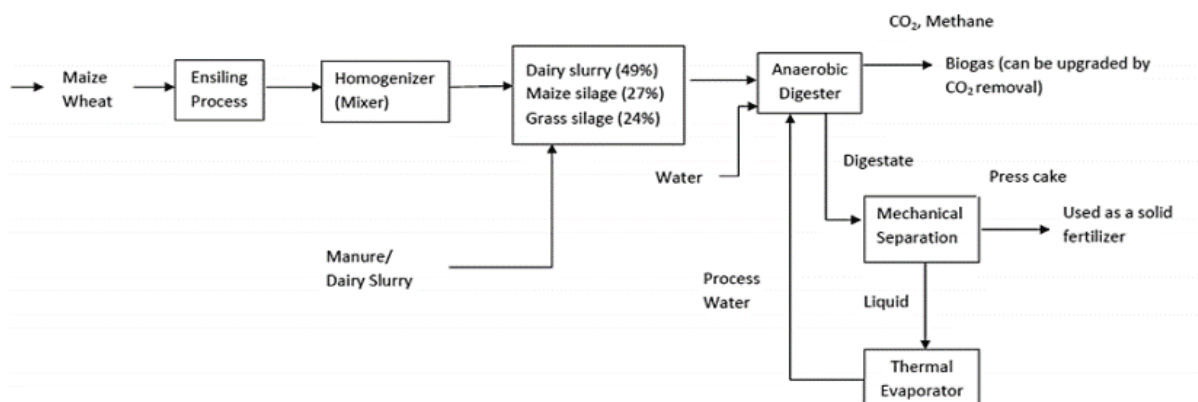 CO₂, Methane
Maize
Wheat
Ensiling
Process
Homogenizer
(Mixer)
Dairy slurry (49%)
Maize silage (27%)
Grass silage (24%)
Anaerobic
Digester
Biogas (can be upgraded by
CO₂ removal)
Water
Digestate
Press cake
Mechanical
Separation
Used as a solid
fertilizer
Manure/
Dairy Slurry
Process
Water
Liquid
Thermal
Evaporator